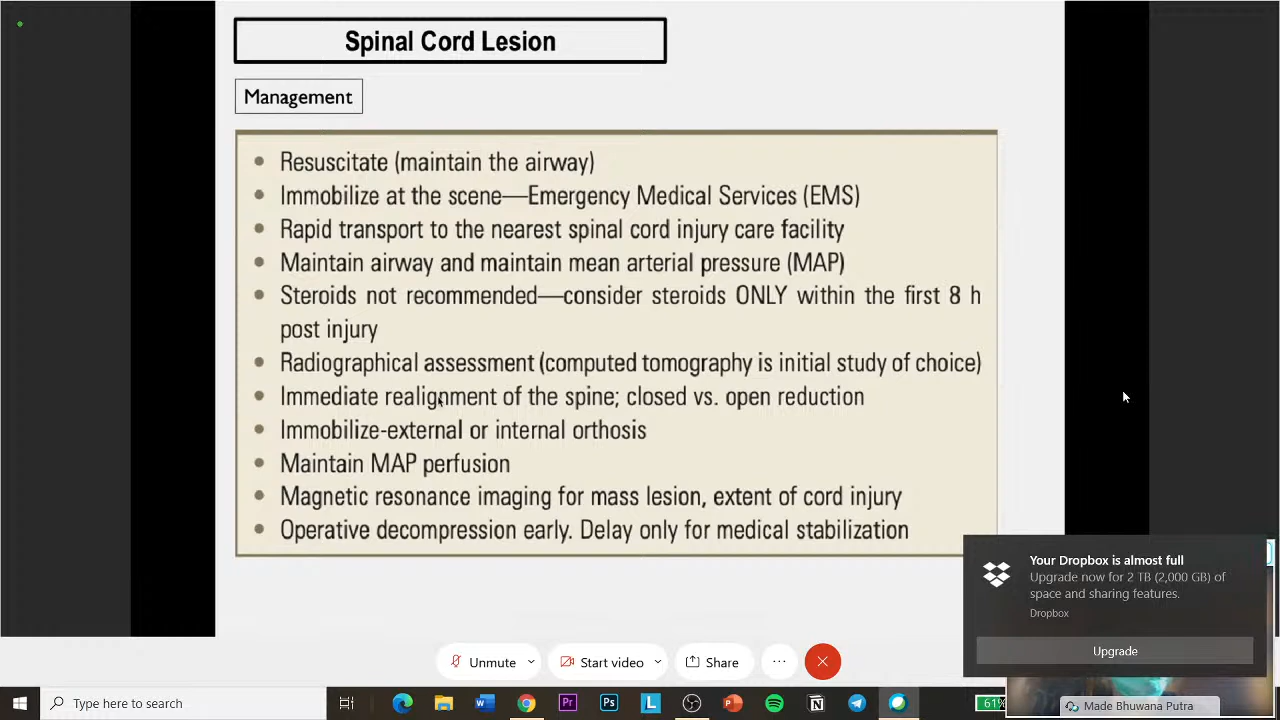 Spinal Cord Lesion
Management
Resuscitate (maintain the airway)
Immobilize at the scene—Emergency Medical Services (EMS)
Rapid transport to the nearest spinal cord injury care facility
Maintain airway and maintain mean arterial pressure (MAP)
Steroids not recommended—consider steroids ONLY within the first 8 h
post injury
Radiographical assessment (computed tomography is initial study of choice)
Immediate realignment of the spine; closed vs. open reduction
Immobilize-external or internal orthosis
Maintain MAP perfusion
Magnetic resonance imaging for mass lesion, extent of cord injury
Operative decompression early. Delay only for medical stabilization
Your Dropbox is almost full
Upgrade now for 2 TB (2,000 GB) of
space and sharing features.
Dropbox
Upgrade
Unmute
Start video
Share
Type here to search
W
Pr
Ps
L
P
N
61%
Made Bhuwana Putra